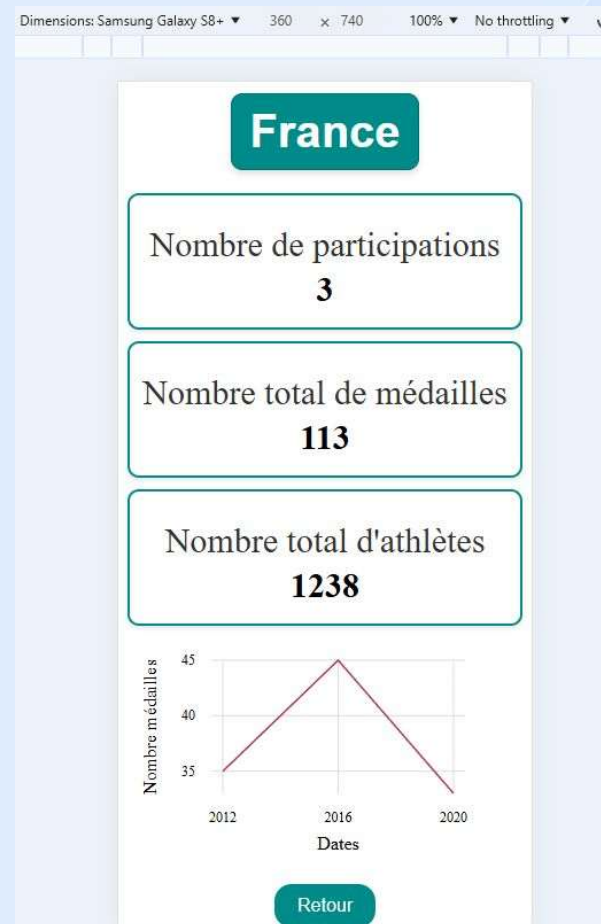 Dimensions: Samsung Galaxy S8+ ▼ 360 × 740 100% ▼ No throttling ▼
France
Nombre de participations
3
Nombre total de médailles
113
Nombre total d'athlètes
1238
Nombre médailles
45
40
35
2012 2016 2020
Dates
Retour